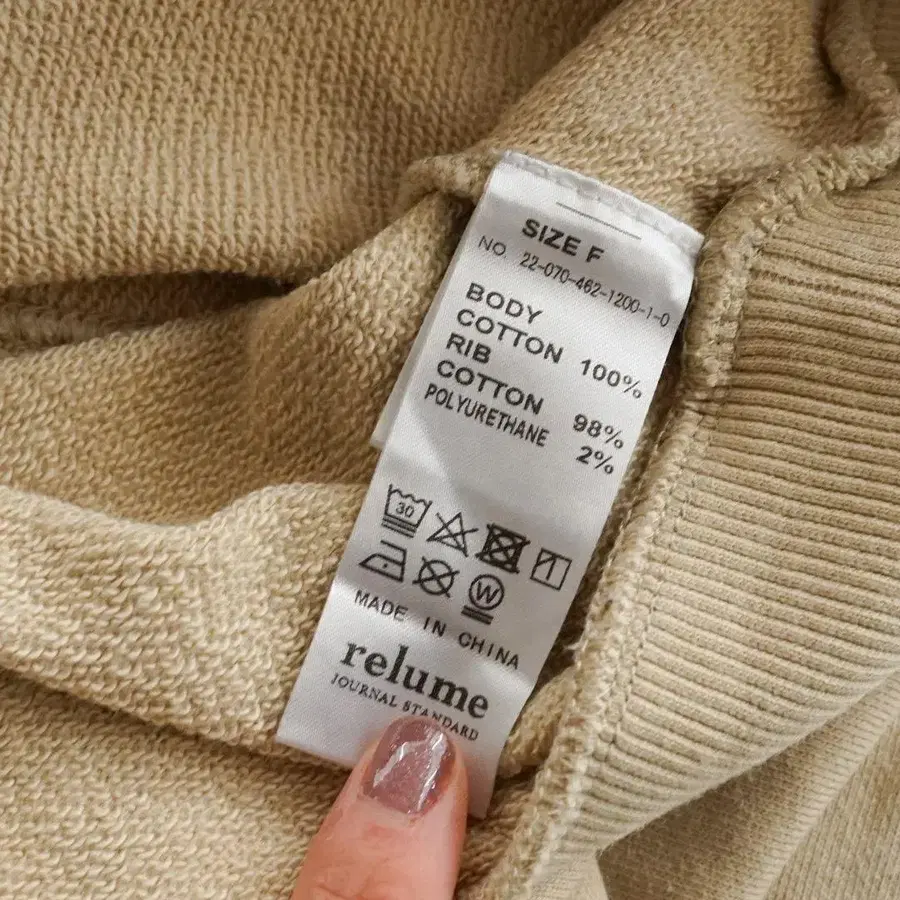 SIZE F
NO. 22-070-462-1200-1-0
BODY
COTTON 100%
RIB
COTTON 98%
POLYURETHANE 2%
30
W
MADE IN CHINA
relume
JOURNAL STANDARD